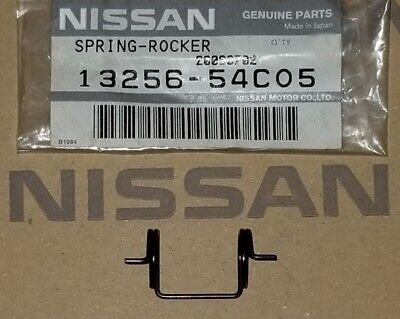 NISSAN
GENUINE PARTS
Made in Japan
SPRING-ROCKER
Q'TY
13256-54C05
NISSAN MOTOR CO.,LTD.
B1084
NISSAN